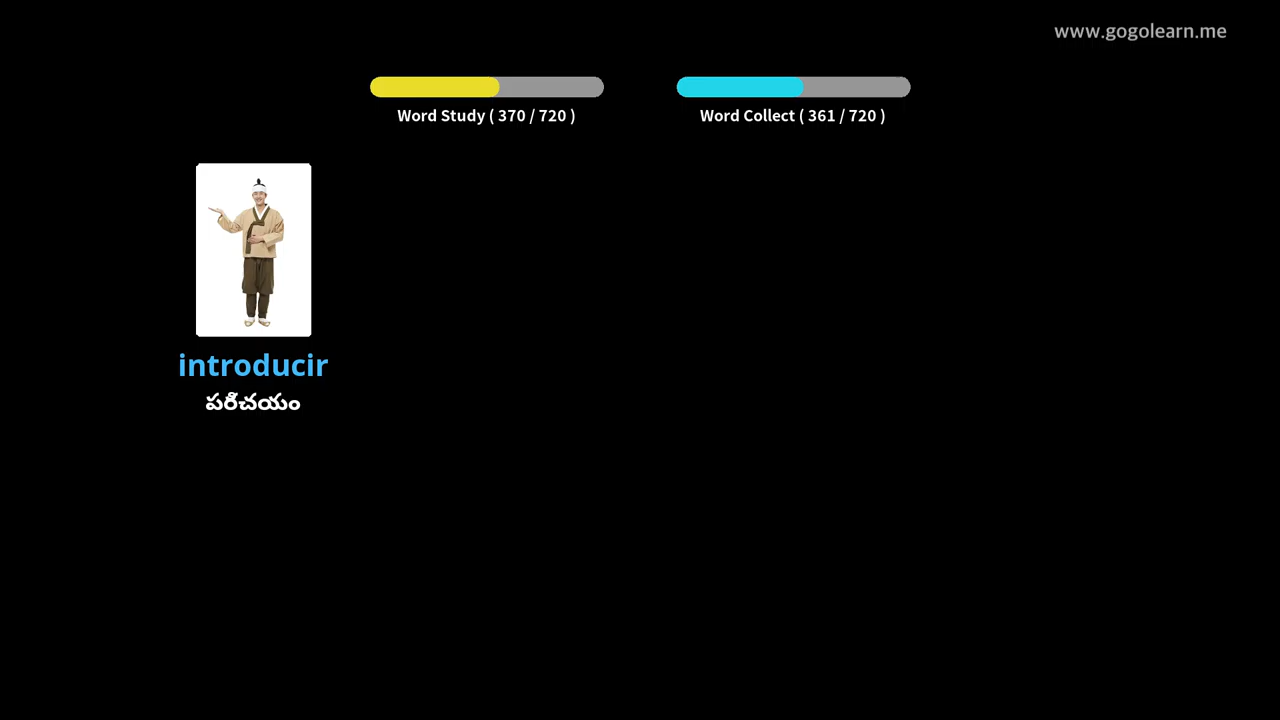 www.gogolearn.me
Word Study ( 370 / 720 )
Word Collect ( 361 / 720 )
introducir
పరిచయం